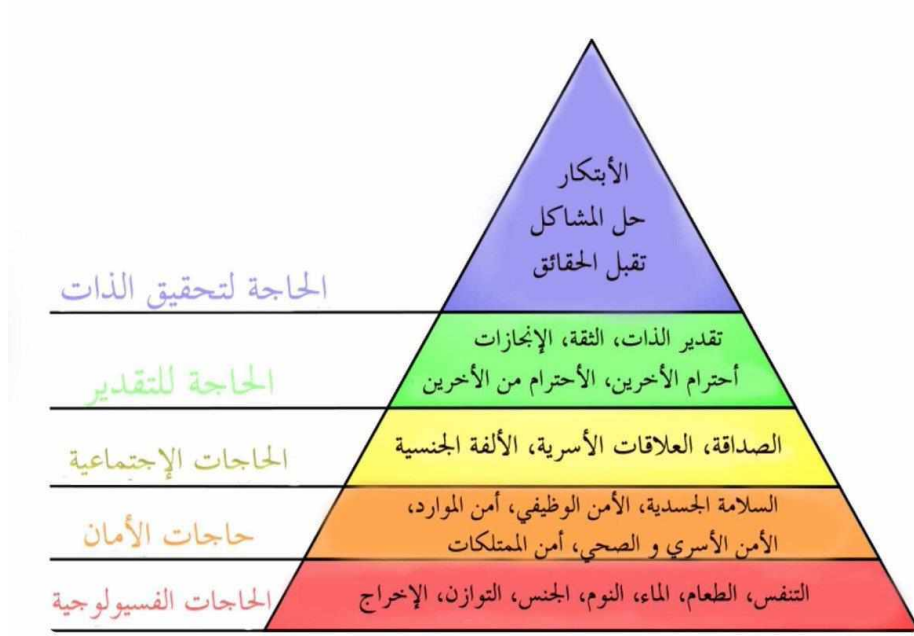 الأبتكار
حل المشاكل
تقبل الحقائق
الحاجة لتحقيق الذات
تقدير الذات، الثقة، الإنجازات
أحترام الأخرين، الأحترام من الأخرين
الحاجة للتقدير
الصداقة، العلاقات الأسرية، الألفة الجنسية
الحاجات الإجتماعية
السلامة الجسدية، الأمن الوظيفي، أمن الموارد،
الأمن الأسري و الصحي، أمن الممتلكات
حاجات الأمان
التنفس، الطعام، الماء، النوم، الجنس، التوازن، الإخراج
الحاجات الفسيولوجية